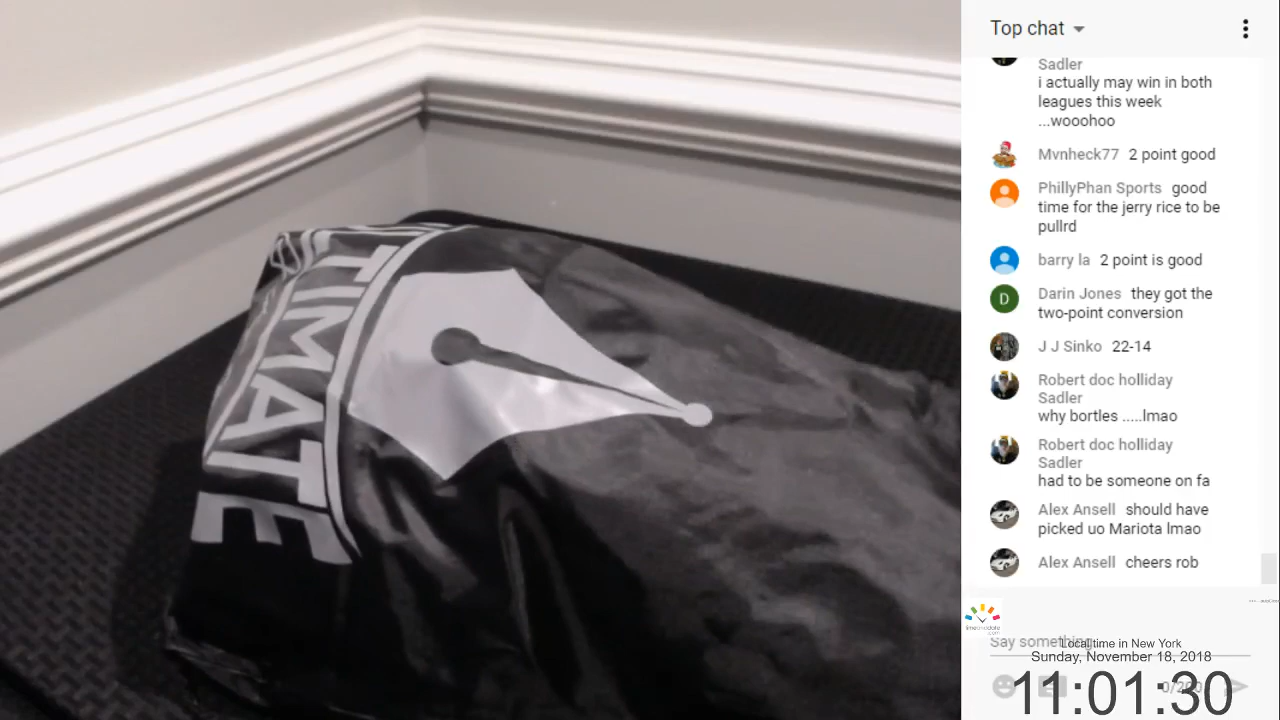 TIMATE
Top chat
Sadler
i actually may win in both
leagues this week
...wooohoo
Mvnheck77 2 point good
PhillyPhan Sports good
time for the jerry rice to be
pullrd
barry la 2 point is good
Darin Jones they got the
two-point conversion
D
J J Sinko 22-14
Robert doc holliday
Sadler
why bortles .....lmao
Robert doc holliday
Sadler
had to be someone on fa
Alex Ansell should have
picked uo Mariota lmao
Alex Ansell cheers rob
Say something...
Local time in New York
Sunday, November 18, 2018
11:01:30